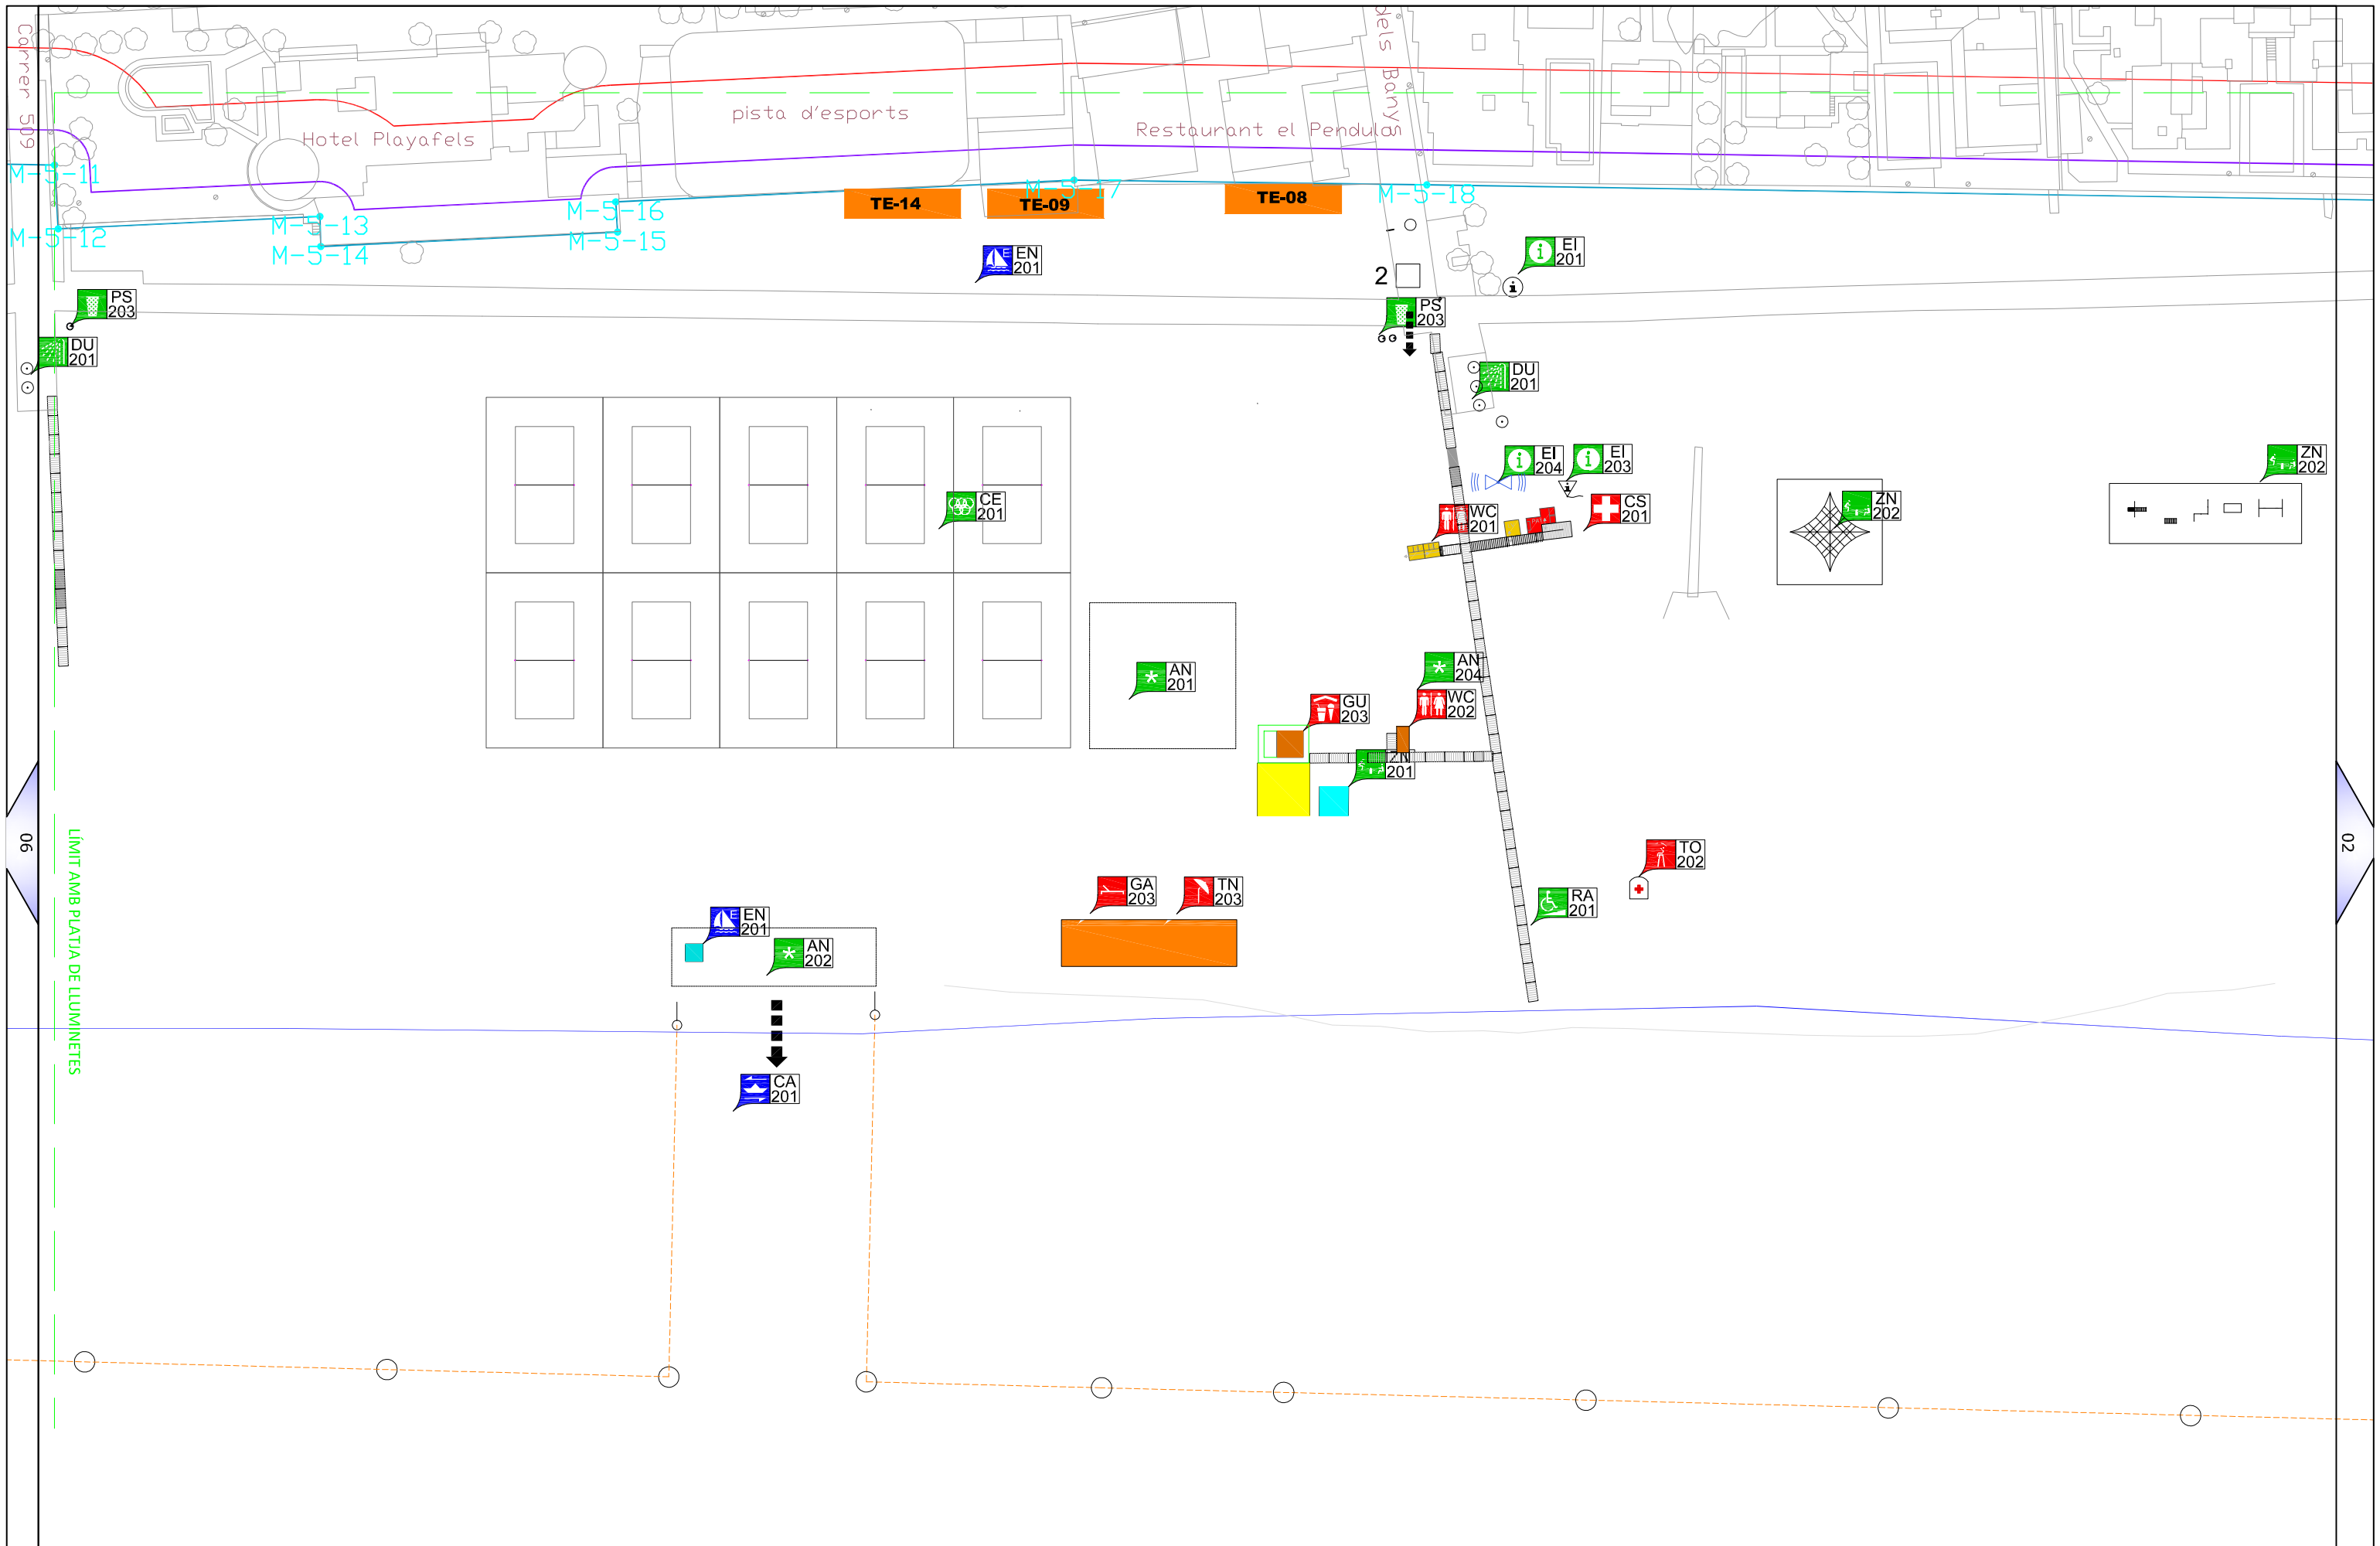 Carrer 509
dels Banys
pista d'esports
Hotel Playafels
Restaurant el Pendulo
M-5-11
M-5-12
M-5-13
M-5-14
M-5-16
M-5-15
M-5-17
M-5-18
TE-14
TE-09
TE-08
EN
201
EI
201
2
PS
203
PS
203
DU
201
DU
201
EI
204
EI
203
ZN
202
ZN
202
CE
201
WC
201
CS
201
AN
201
AN
204
WC
202
GU
203
ZN
201
06
02
LÍMIT AMB PLATJA DE LLUMINETES
TO
202
GA
203
TN
203
RA
201
EN
201
AN
202
CA
201